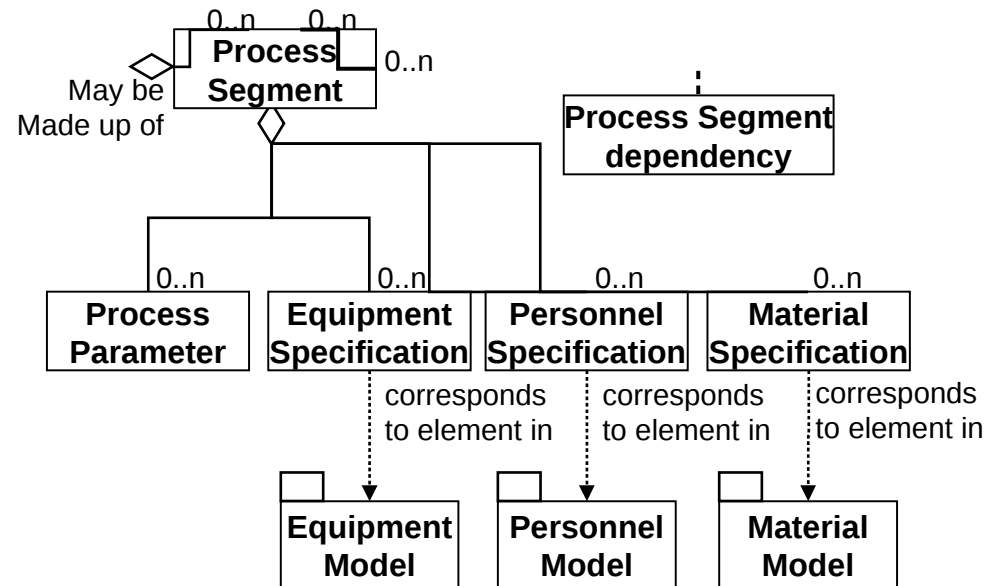 0..n 0..n
Process
Segment
0..n
May be
Made up of
Process Segment
dependency
0..n 0..n 0..n 0..n
Process
Parameter
Equipment
Specification
Personnel
Specification
Material
Specification
corresponds
to element in
corresponds
to element in
corresponds
to element in
Equipment
Model
Personnel
Model
Material
Model